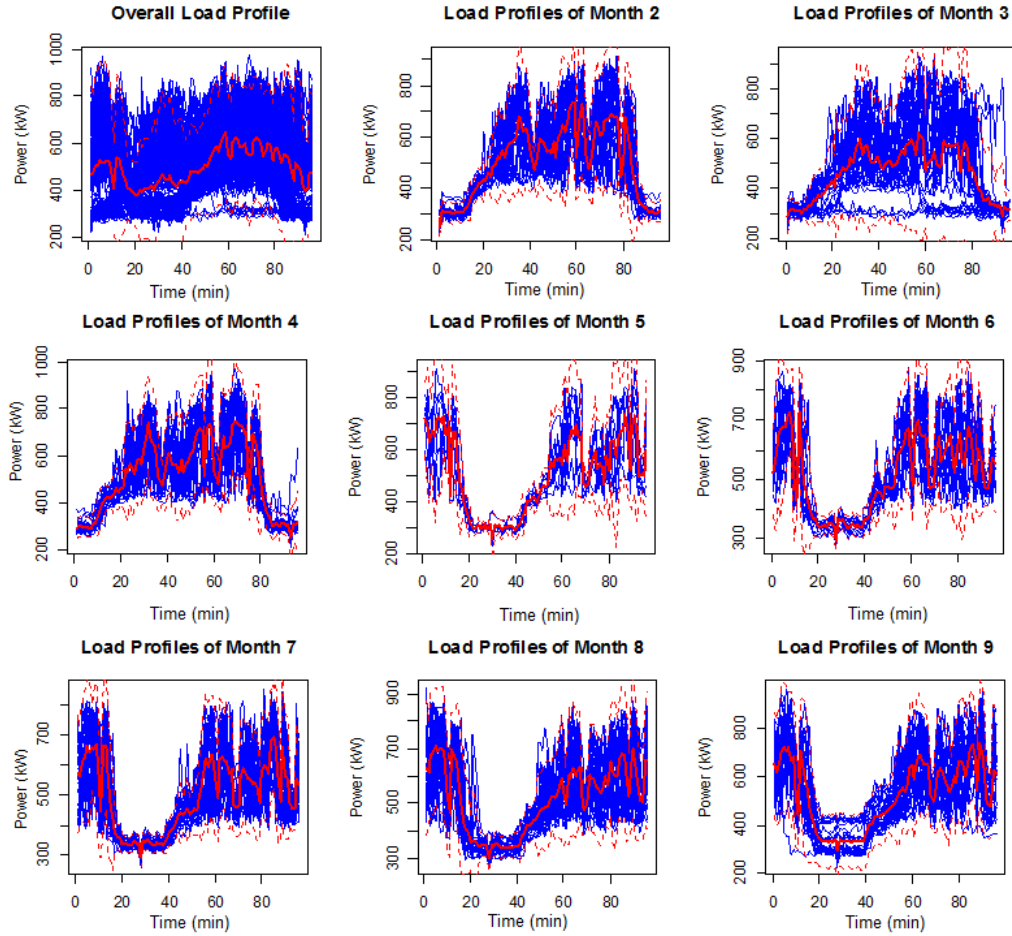 Overall Load Profile
Power (kW)
200 400 600 800 1000
0 20 40 60 80
Time (min)
Load Profiles of Month 2
Power (kW)
200 400 600 800
0 20 40 60 80
Time (min)
Load Profiles of Month 3
Power (kW)
200 400 600 800
0 20 40 60 80
Time (min)
Load Profiles of Month 4
Power (kW)
200 400 600 800 1000
0 20 40 60 80
Time (min)
Load Profiles of Month 5
Power (kW)
200 400 600 800
0 20 40 60 80
Time (min)
Load Profiles of Month 6
Power (kW)
300 500 700 900
0 20 40 60 80
Time (min)
Load Profiles of Month 7
Power (kW)
300 500 700
0 20 40 60 80
Time (min)
Load Profiles of Month 8
Power (kW)
300 500 700 900
0 20 40 60 80
Time (min)
Load Profiles of Month 9
Power (kW)
200 400 600 800
0 20 40 60 80
Time (min)